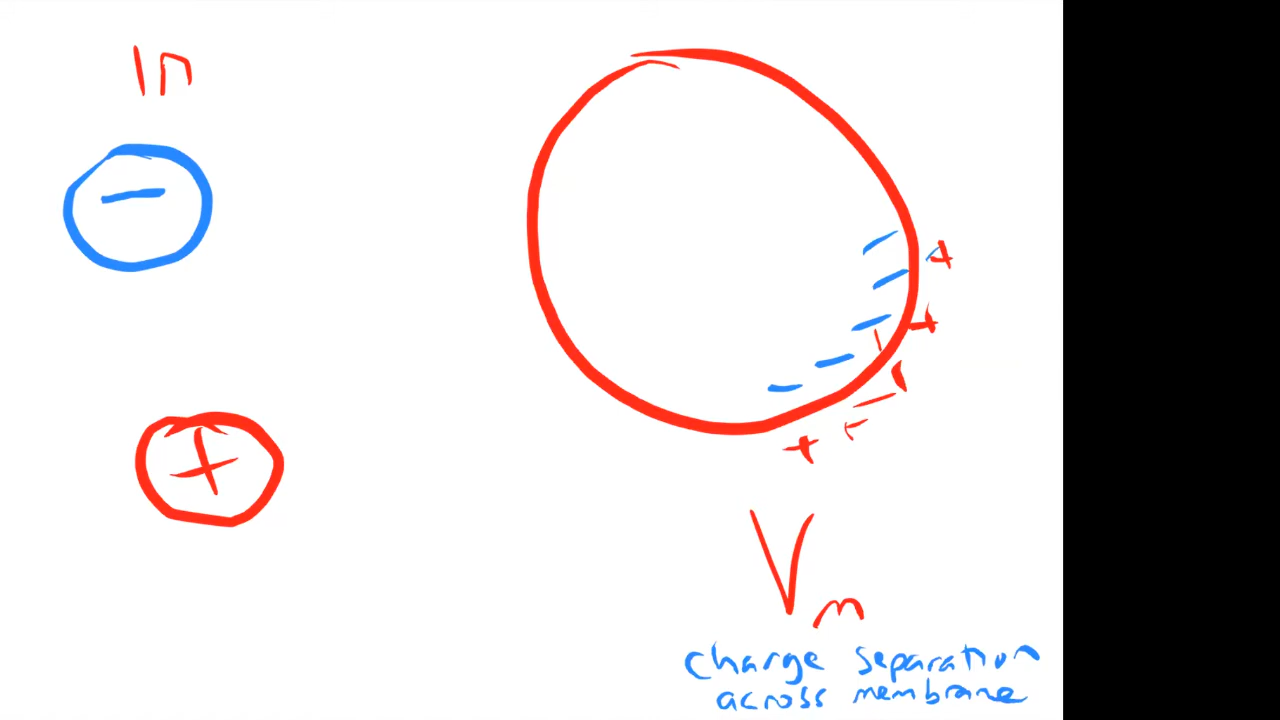 In
−
+
Vm
charge separation
across membrane